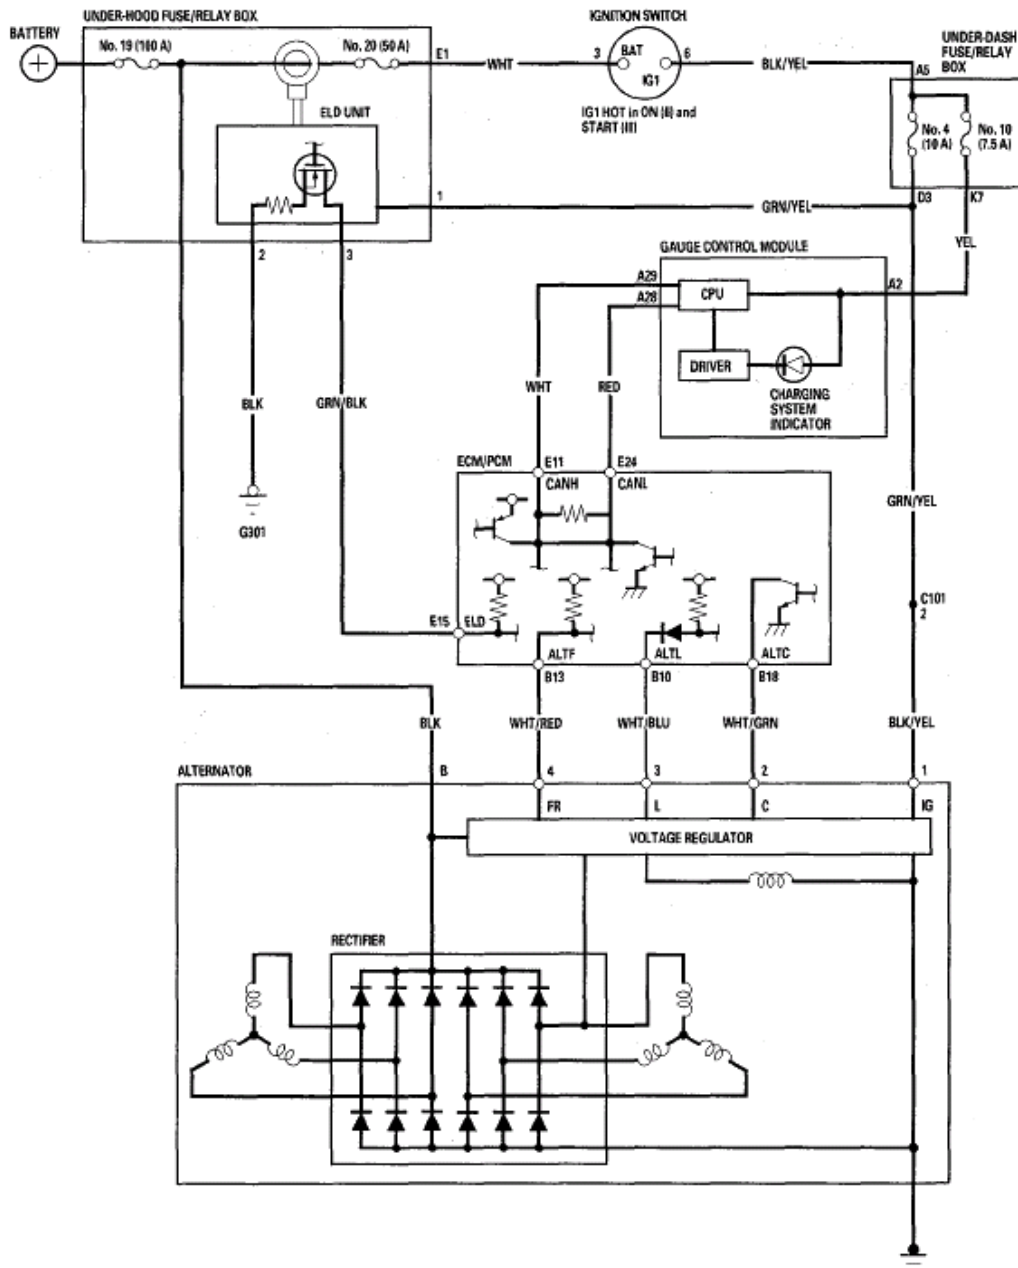 UNDER-HOOD FUSE/RELAY BOX
IGNITION SWITCH
BATTERY
No. 19 (100 A)
No. 20 (50 A)
E1
WHT
3
BAT
6
IG1
BLK/YEL
UNDER-DASH
FUSE/RELAY
BOX
A5
ELD UNIT
IG1 HOT in ON (II) and
START (III)
No. 4
(10 A)
No. 10
(7.5 A)
1
GRN/YEL
D3
K7
2
3
YEL
GAUGE CONTROL MODULE
A29
A28
CPU
A2
DRIVER
WHT
RED
CHARGING
SYSTEM
INDICATOR
BLK
GRN/BLK
ECM/PCM
E11
E24
CANH
CANL
G301
GRN/YEL
C101
2
E15
ELD
ALTF
ALTL
ALTC
B13
B10
B18
BLK
WHT/RED
WHT/BLU
WHT/GRN
BLK/YEL
ALTERNATOR
B
4
3
2
1
FR
L
C
IG
VOLTAGE REGULATOR
RECTIFIER